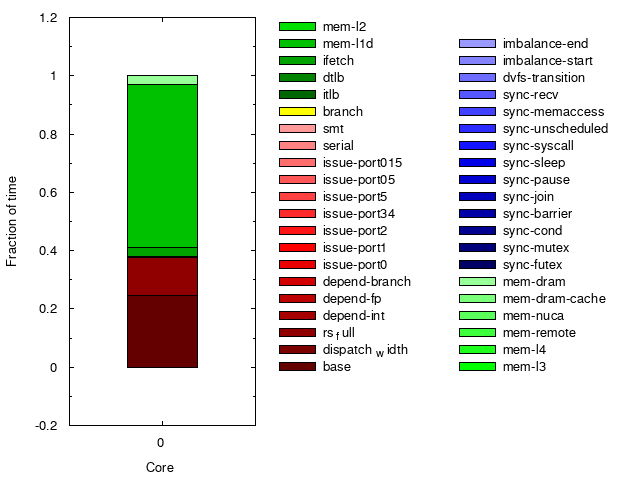 1.2
1
0.8
0.6
0.4
0.2
0
-0.2
Fraction of time
0
Core
mem-l2
mem-l1d
ifetch
dtlb
itlb
branch
smt
serial
issue-port015
issue-port05
issue-port5
issue-port34
issue-port2
issue-port1
issue-port0
depend-branch
depend-fp
depend-int
rs_full
dispatch_width
base
imbalance-end
imbalance-start
dvfs-transition
sync-recv
sync-memaccess
sync-unscheduled
sync-syscall
sync-sleep
sync-pause
sync-join
sync-barrier
sync-cond
sync-mutex
sync-futex
mem-dram
mem-dram-cache
mem-nuca
mem-remote
mem-l4
mem-l3